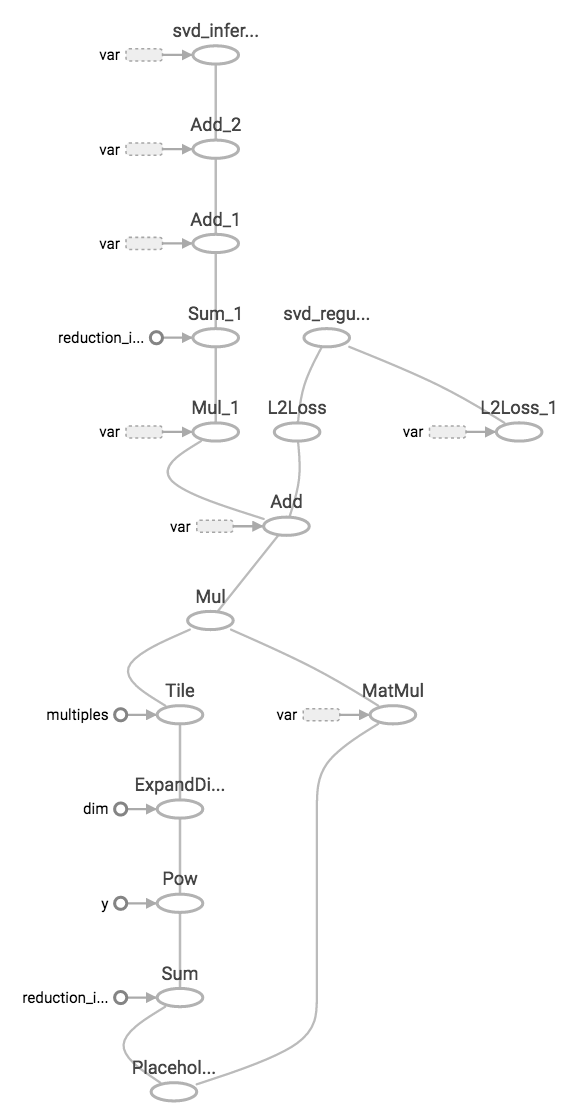 svd_infer...
var
Add_2
var
Add_1
var
Sum_1
svd_regu...
reduction_i...
Mul_1
L2Loss
L2Loss_1
var
var
Add
var
Mul
Tile
MatMul
multiples
var
ExpandDi...
dim
Pow
y
Sum
reduction_i...
Placehol...